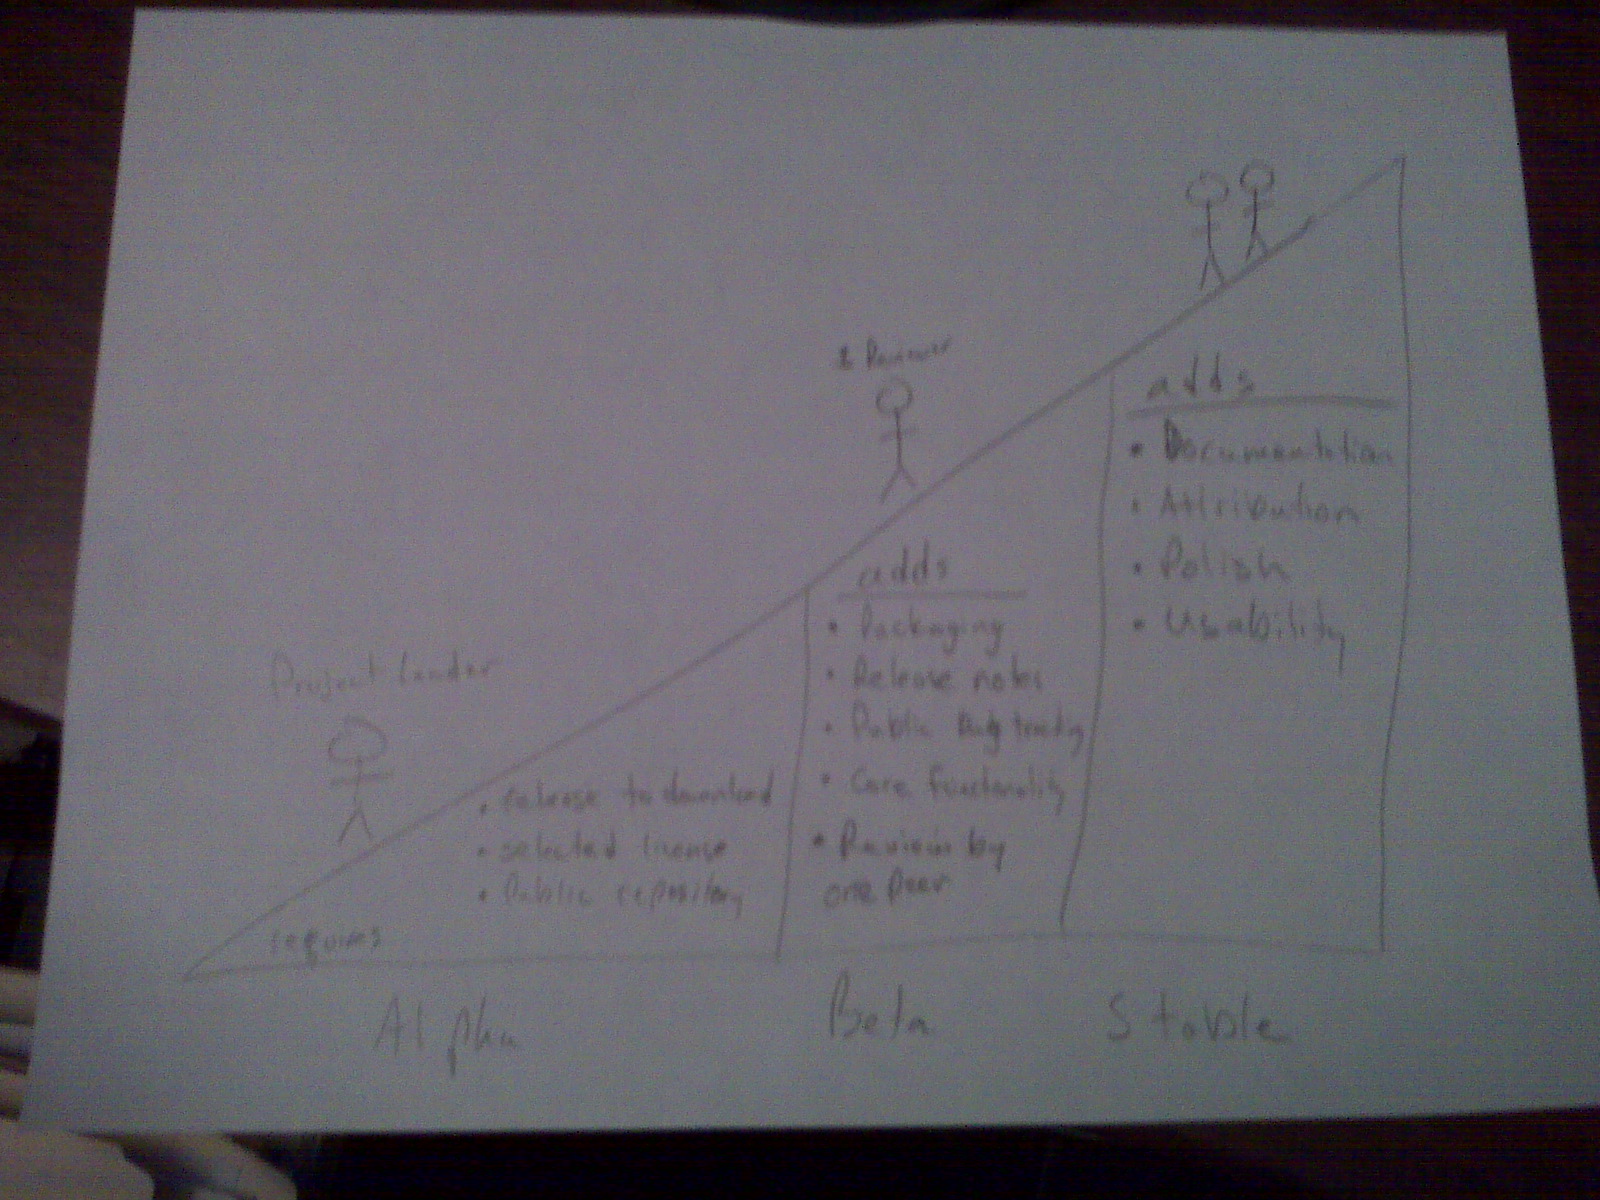 1 Reviewer
adds
• Documentation
• Attribution
• Polish
• Usability
adds
• Packaging
• Release notes
• Public Bug tracking
• Core functionality
• Review by
one peer
Project Leader
• release to download
• selected license
• Public repository
requires
Alpha
Beta
Stable